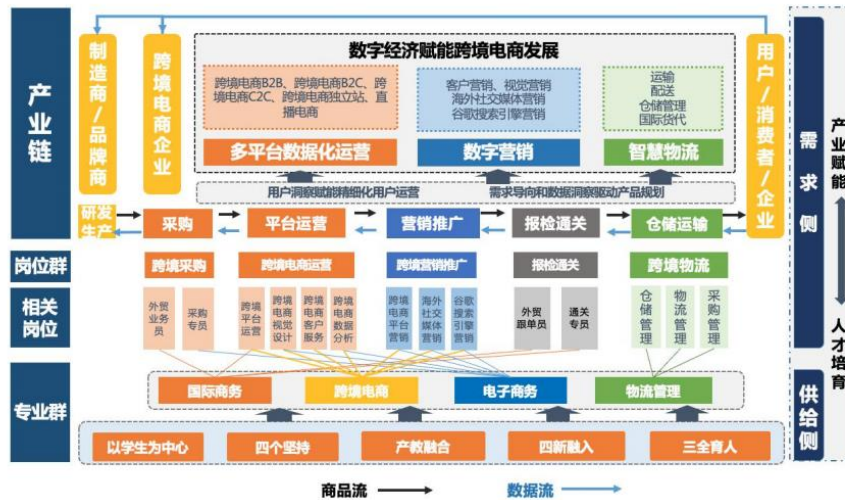 产业链
制造商/品牌商
跨境电商企业
数字经济赋能跨境电商发展
跨境电商B2B、跨境电商B2C、跨
境电商C2C、跨境电商独立站、直
播电商
客户营销、视觉营销
海外社交媒体营销
谷歌搜索引擎营销
运输
配送
仓储管理
国际货代
多平台数据化运营
数字营销
智慧物流
用户洞察赋能精细化用户运营
需求导向和数据洞察驱动产品规划
用户/消费者/企业
研发
生产
采购
平台运营
营销推广
报检通关
仓储运输
岗位群
跨境采购
跨境电商运营
跨境营销推广
报检通关
跨境物流
相关
岗位
外贸业务员
采购专员
跨境平台运营
跨境电商视觉设计
跨境电商客户服务
跨境电商数据分析
跨境电商平台营销
海外社交媒体营销
谷歌搜索引擎营销
外贸跟单员
通关专员
仓储管理
物流管理
采购管理
专业群
国际商务
跨境电商
电子商务
物流管理
以学生为中心
四个坚持
产教融合
四新融入
三全育人
需求侧
供给侧
产业赋能
人才培育
商品流
数据流